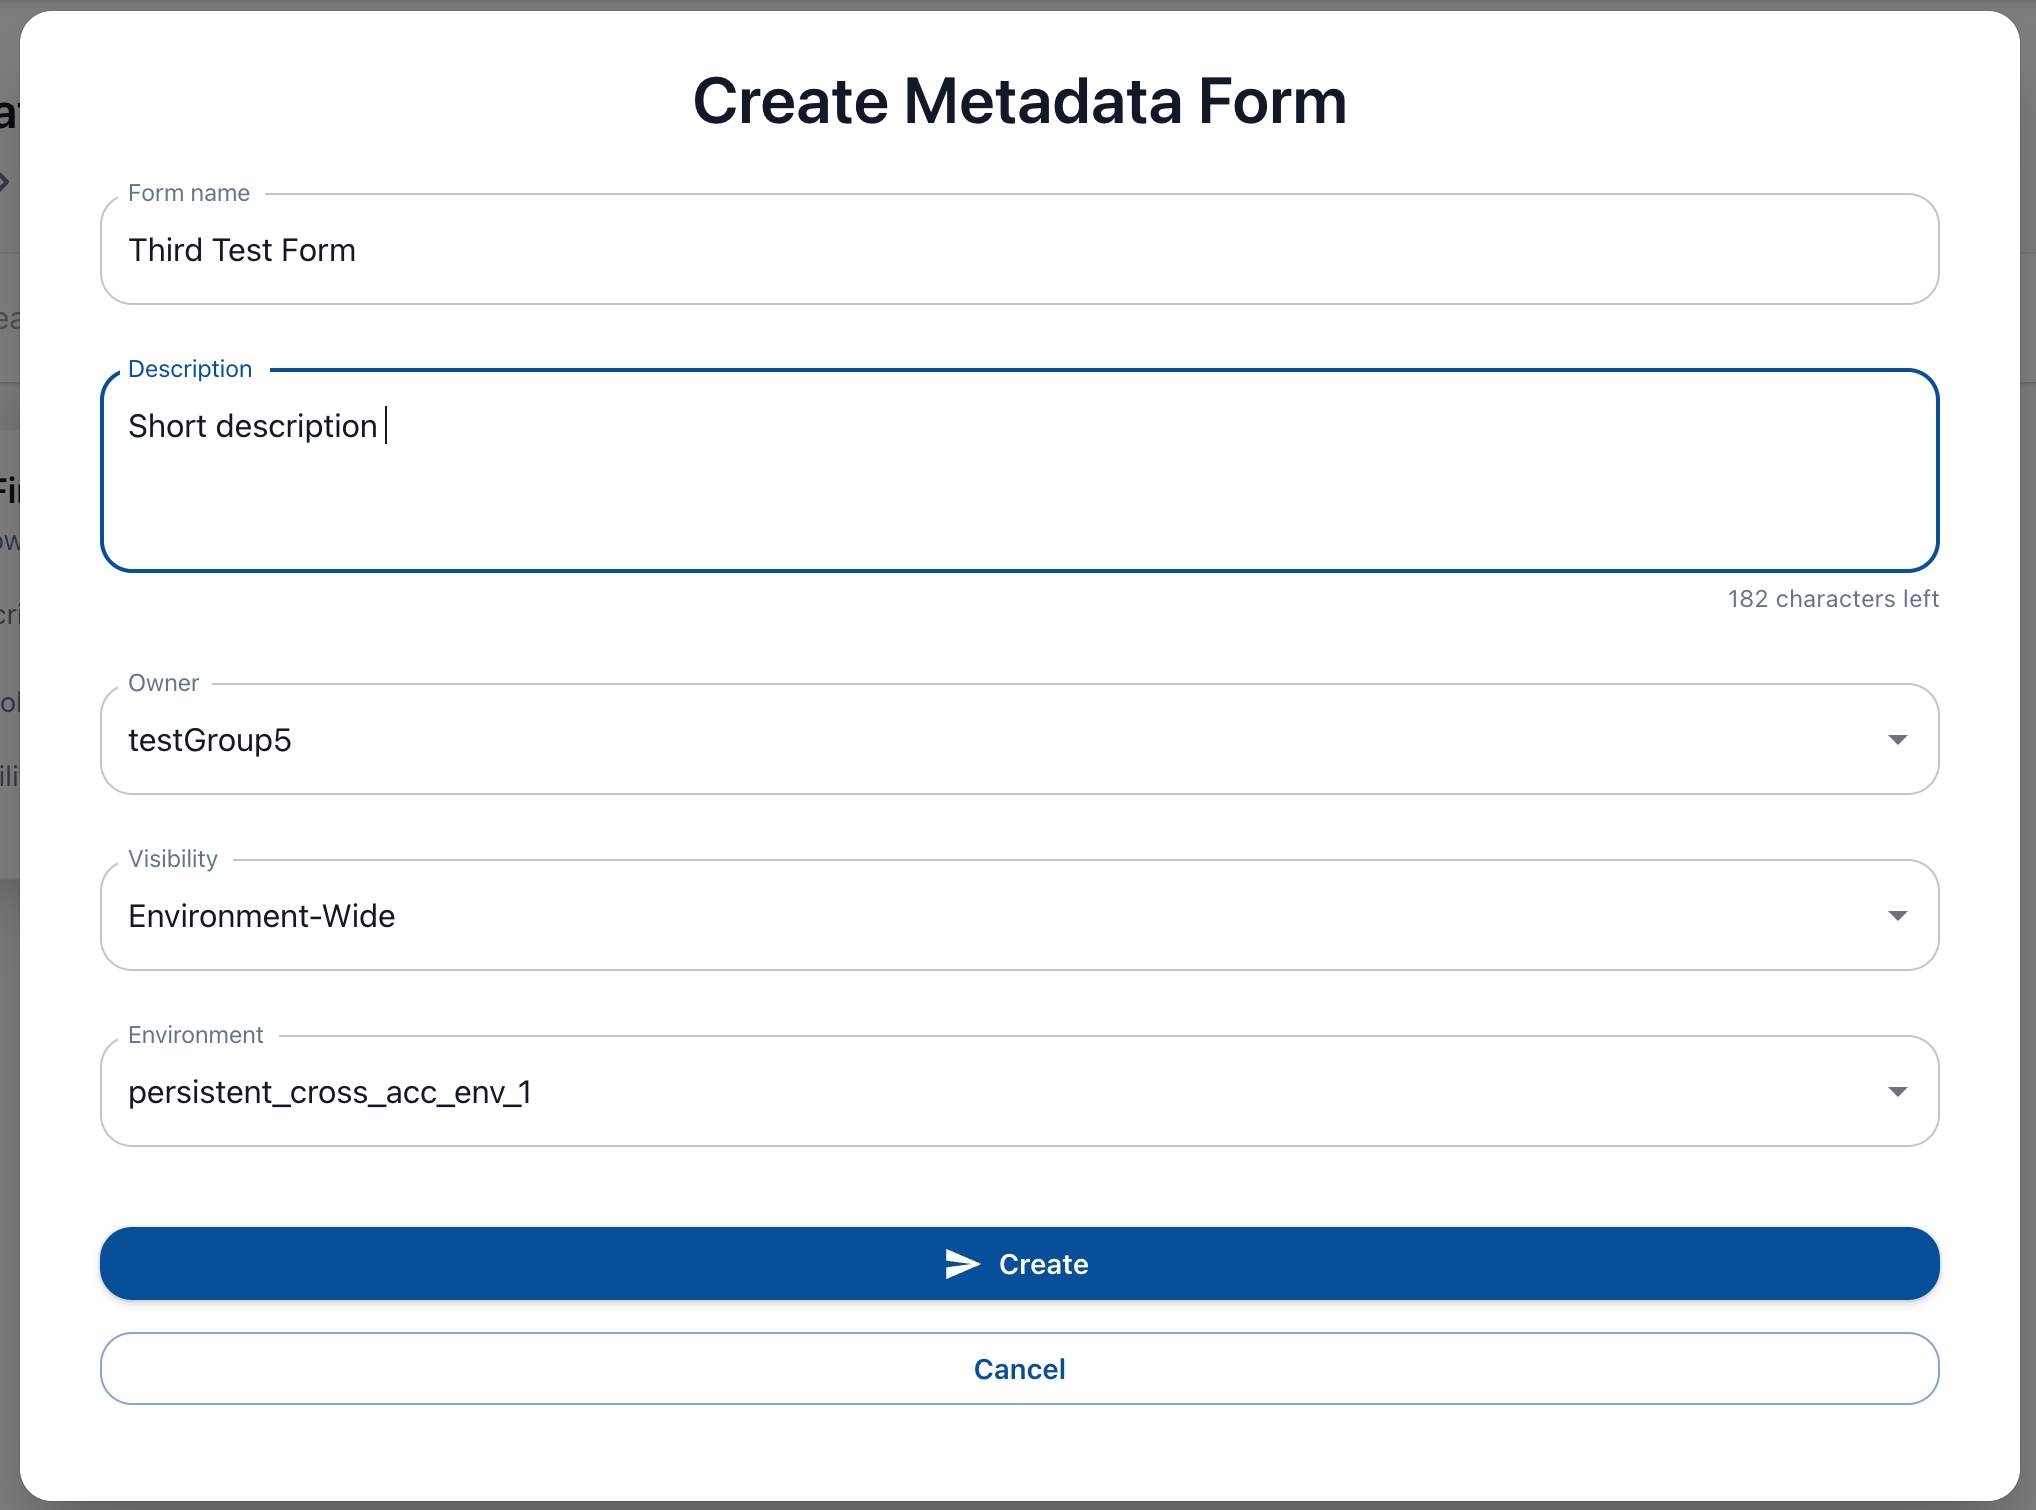 Create Metadata Form
Form name
Third Test Form
Description
Short description
182 characters left
Owner
testGroup5
Visibility
Environment-Wide
Environment
persistent_cross_acc_env_1
Create
Cancel